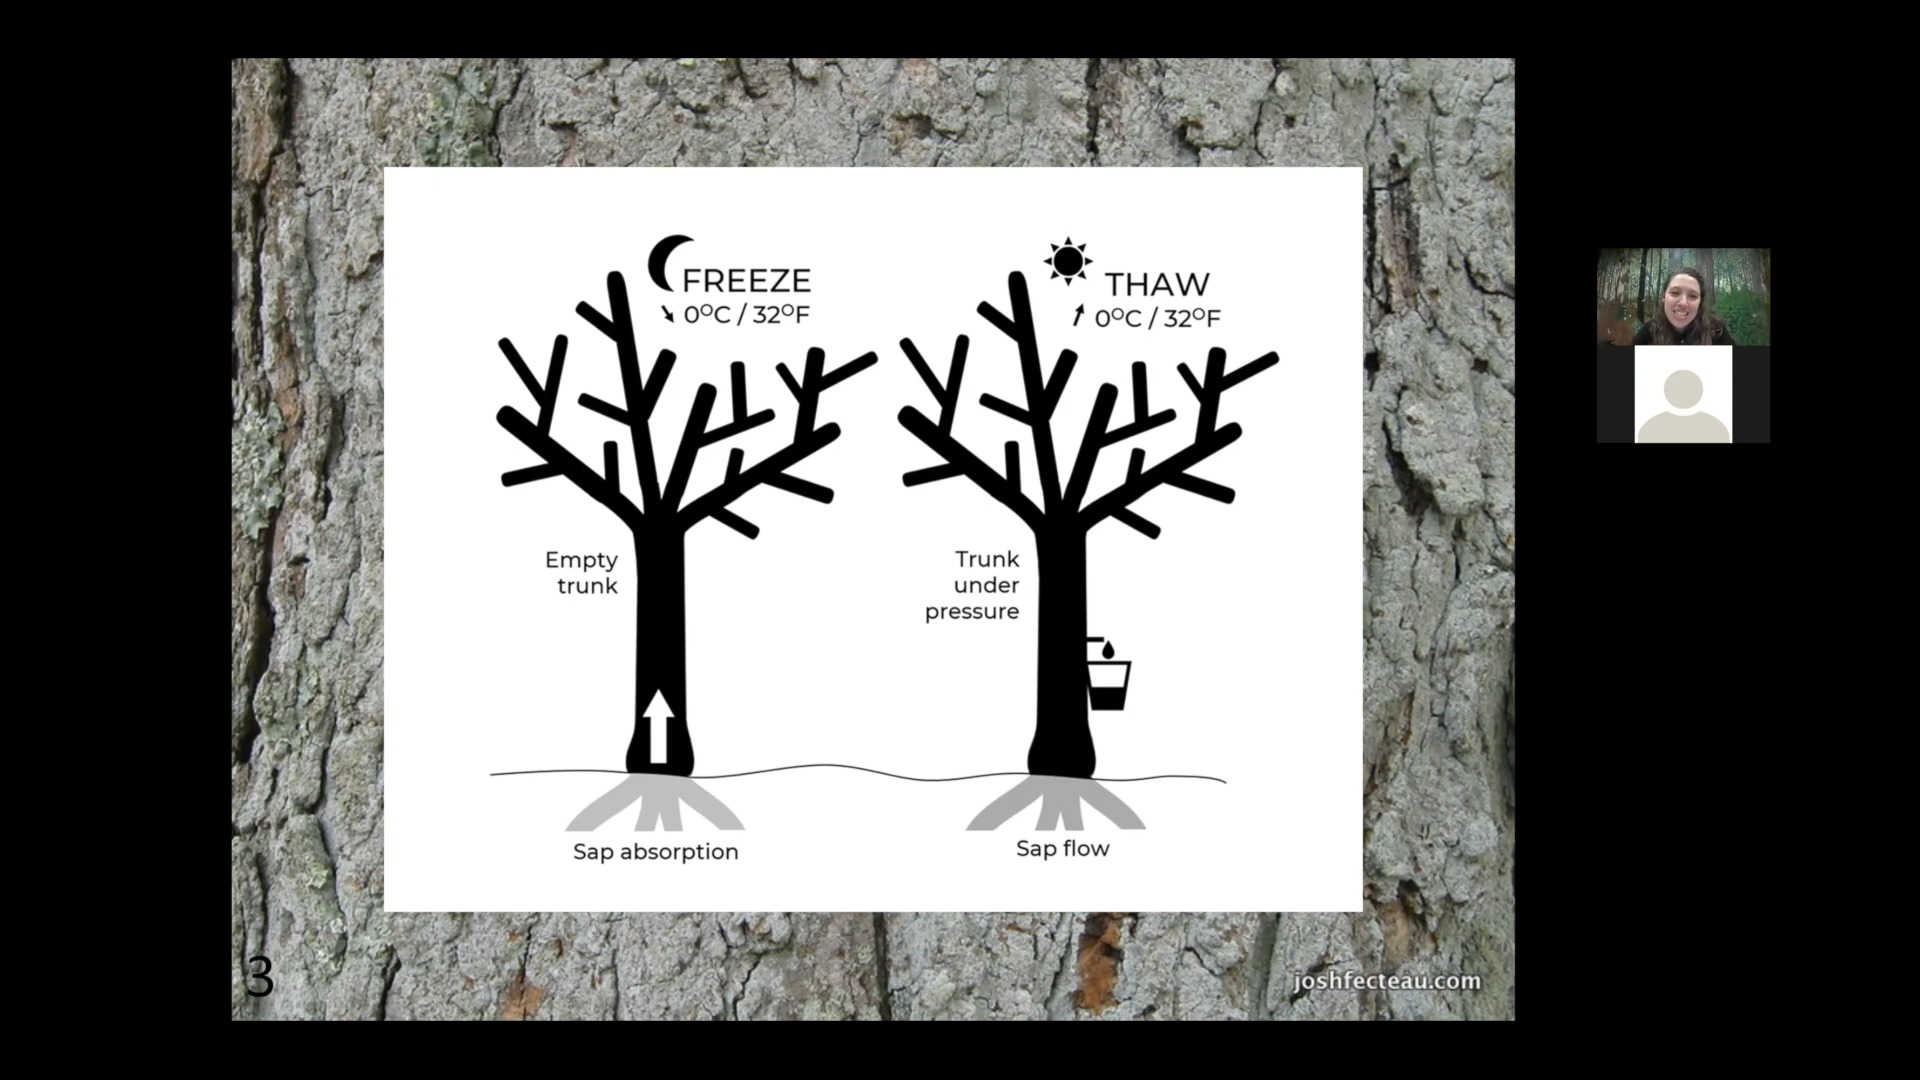 FREEZE
0°C / 32°F
THAW
0°C / 32°F
Empty
trunk
Trunk
under
pressure
Sap absorption
Sap flow
3
joshfecteau.com